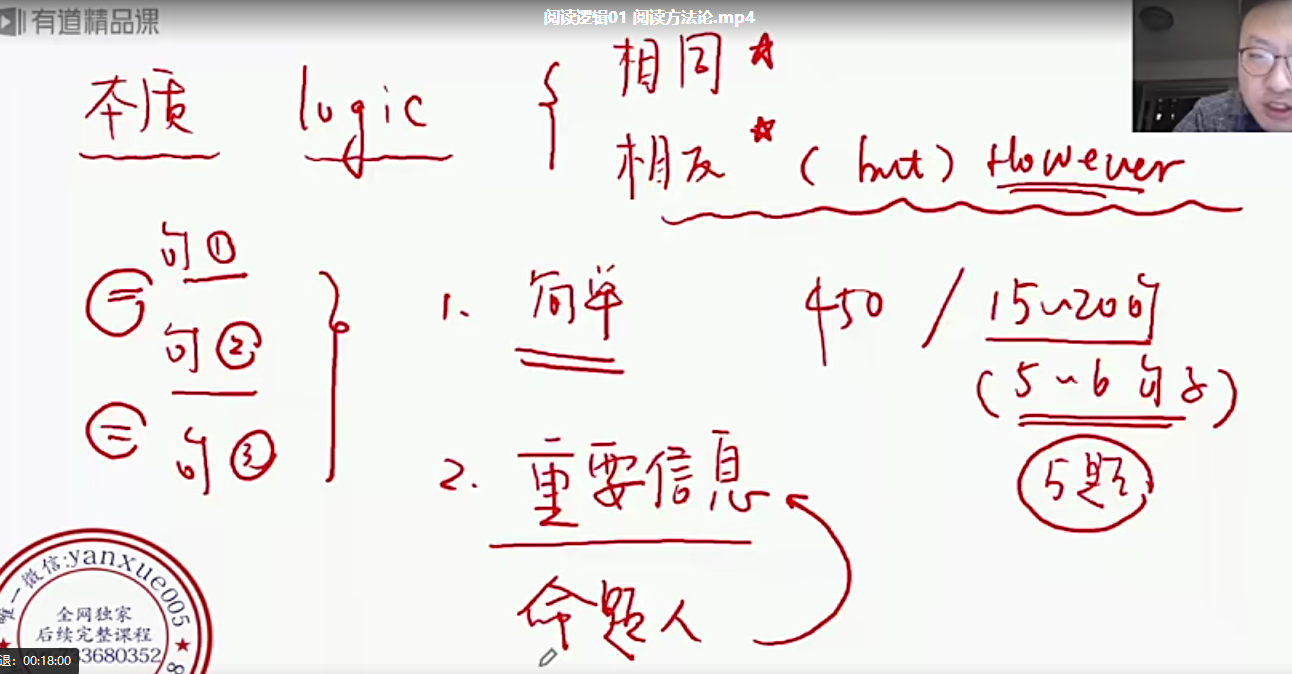 有道精品课
阅读逻辑01 阅读方法论.mp4
本质 logic { 相同 ★
相反 ★ (but) However
句①
= 句②
= 句③
1. 简单
450 / 15~20句
(5~6句子)
5题
2. 重要信息
命题人
唯一微信:yanxue005
全网独家
后续完整课程
33680352
退: 00:18:00